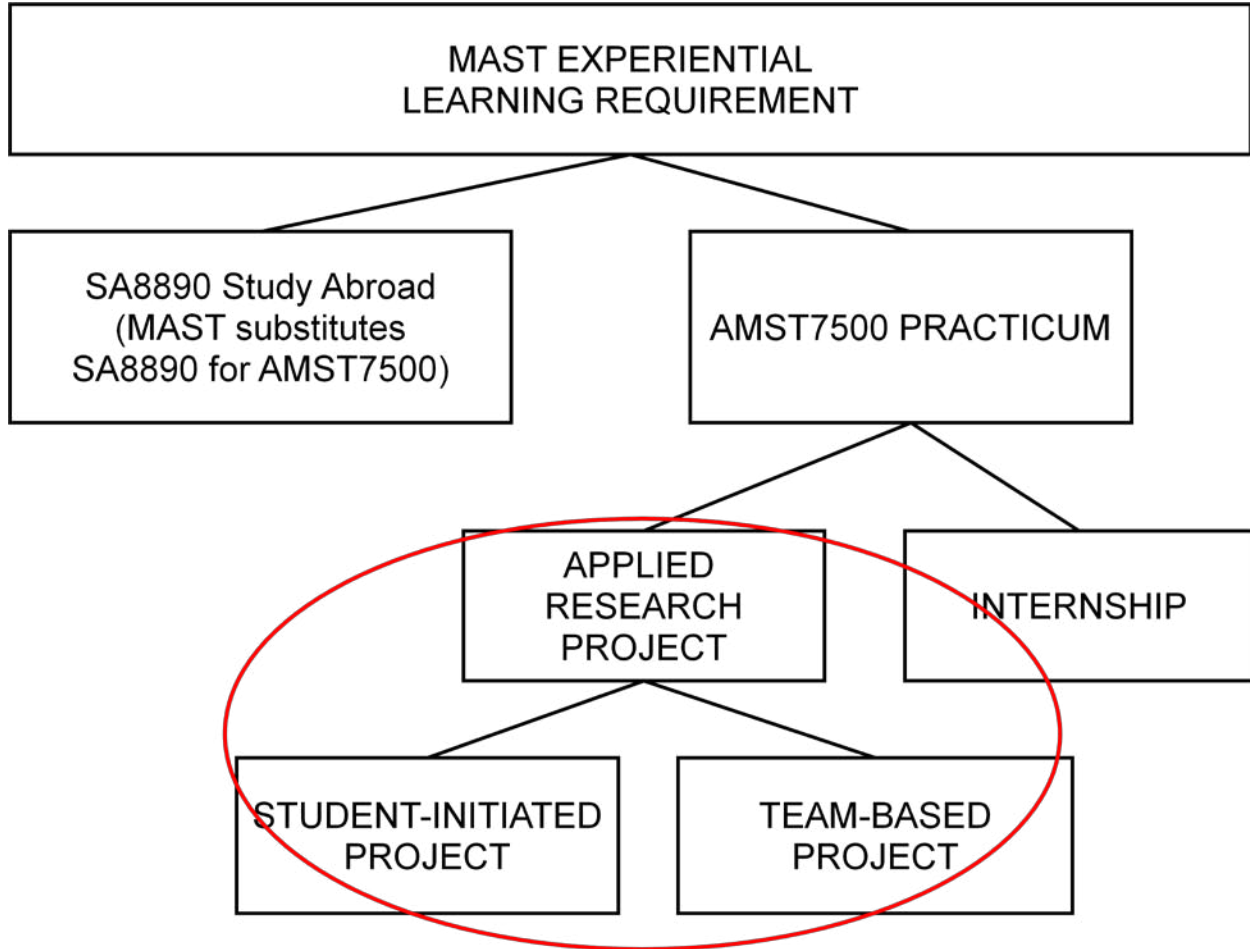 MAST EXPERIENTIAL
LEARNING REQUIREMENT
SA8890 Study Abroad
(MAST substitutes
SA8890 for AMST7500)
AMST7500 PRACTICUM
APPLIED
RESEARCH
PROJECT
INTERNSHIP
STUDENT-INITIATED
PROJECT
TEAM-BASED
PROJECT